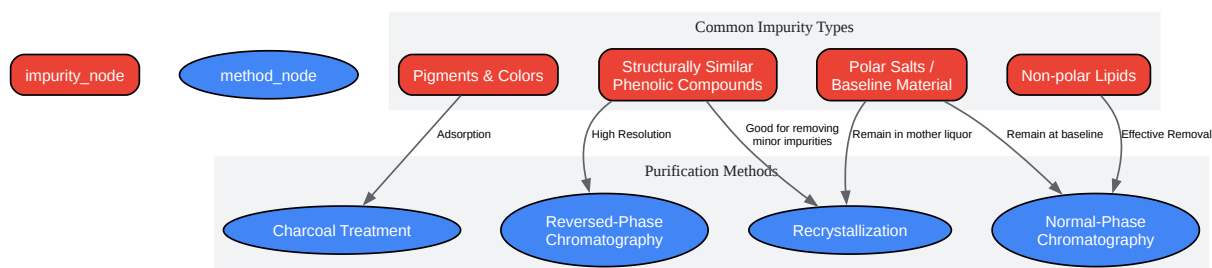 Common Impurity Types
impurity_node
method_node
Pigments & Colors
Structurally Similar
Phenolic Compounds
Polar Salts /
Baseline Material
Non-polar Lipids
Adsorption
High Resolution
Good for removing
minor impurities
Remain in mother liquor
Remain at baseline
Effective Removal
Purification Methods
Charcoal Treatment
Reversed-Phase
Chromatography
Recrystallization
Normal-Phase
Chromatography